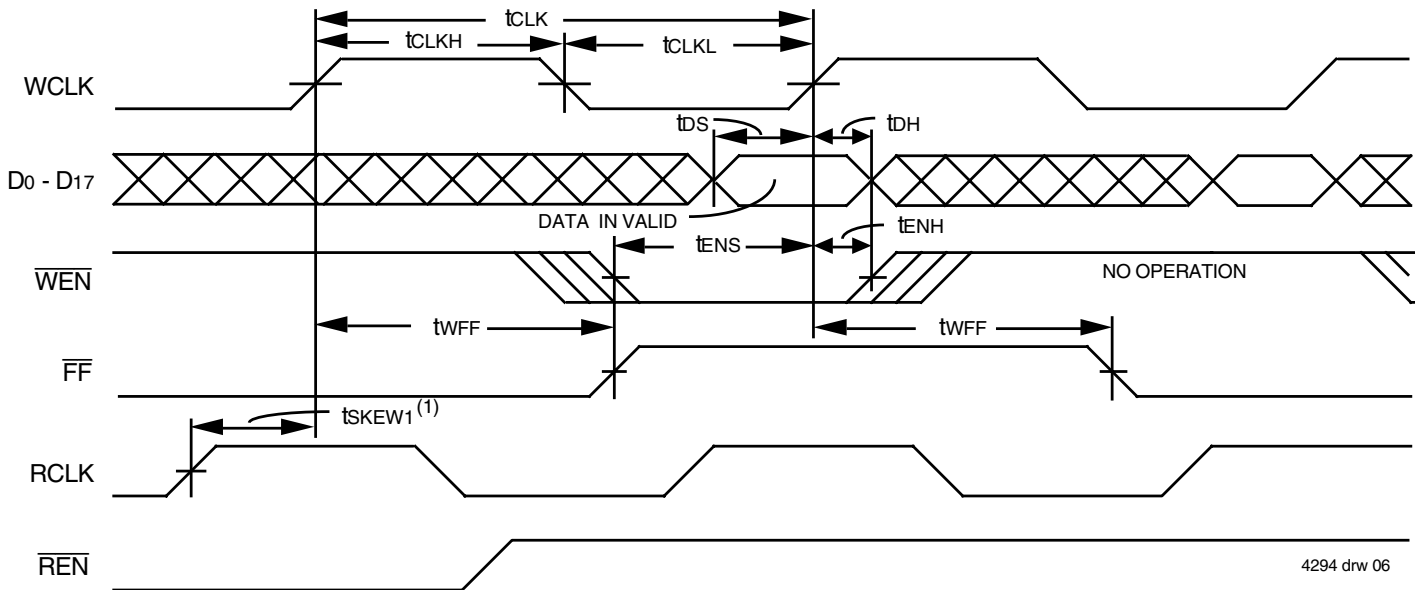 tCLK
tCLKH
tCLKL
WCLK
tDS
tDH
D0 - D17
DATA IN VALID
tENS
tENH
WEN
NO OPERATION
tWFF
tWFF
FF
tSKEW1(1)
RCLK
REN
4294 drw 06